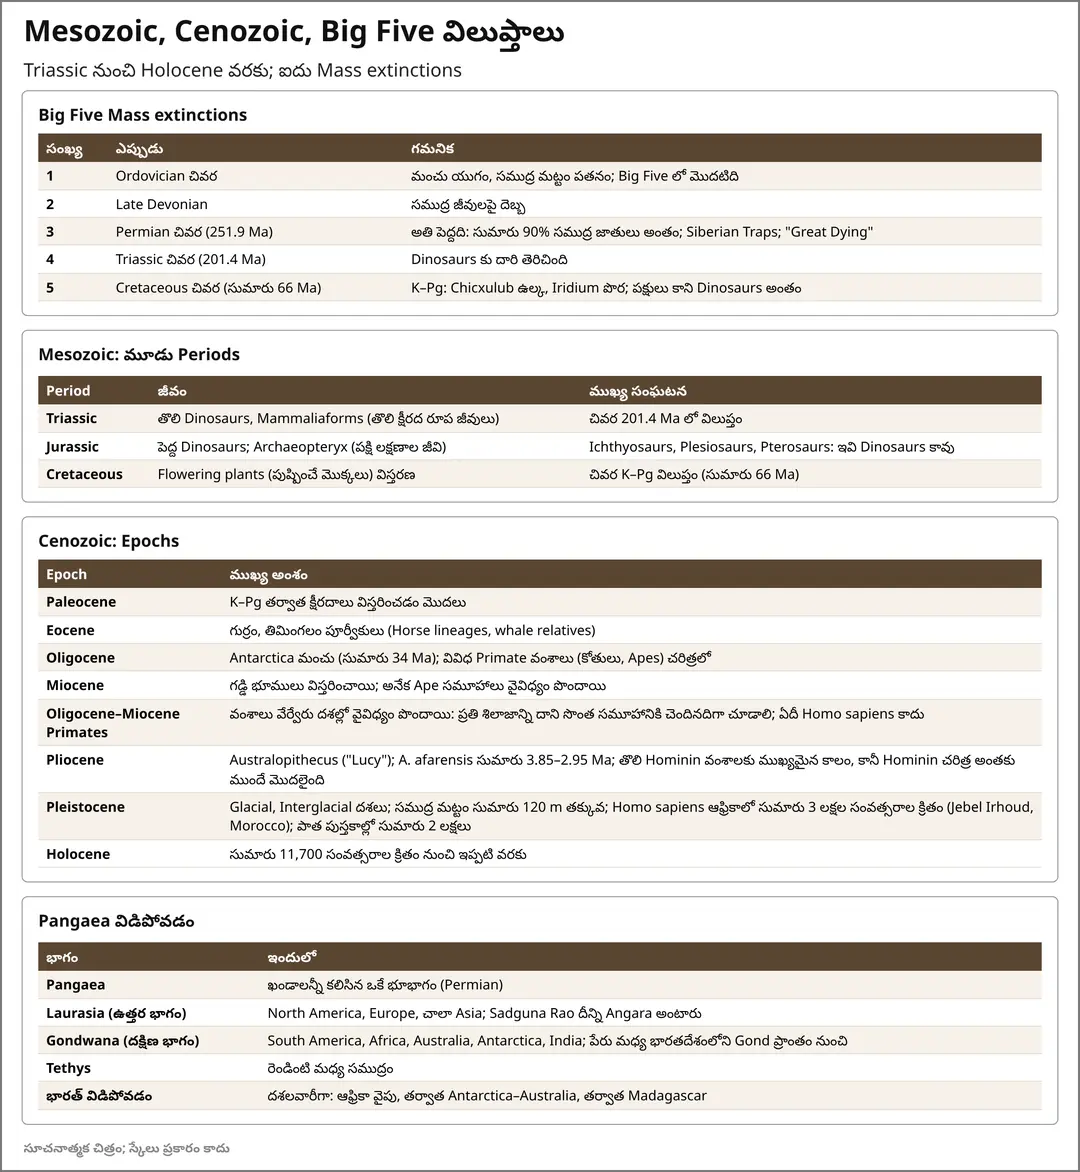 Mesozoic, Cenozoic, Big Five విలుప్తాలు
Triassic నుంచి Holocene వరకు; ఐదు Mass extinctions
Big Five Mass extinctions
సంఖ్య ఎప్పుడు గమనిక
1 Ordovician చివర మంచు యుగం, సముద్ర మట్టం పతనం; Big Five లో మొదటిది
2 Late Devonian సముద్ర జీవులపై దెబ్బ
3 Permian చివర (251.9 Ma) అతి పెద్దది: సుమారు 90% సముద్ర జాతులు అంతం; Siberian Traps; "Great Dying"
4 Triassic చివర (201.4 Ma) Dinosaurs కు దారి తెరిచింది
5 Cretaceous చివర (సుమారు 66 Ma) K–Pg: Chicxulub ఉల్క, Iridium పొర; పక్షులు కాని Dinosaurs అంతం
Mesozoic: మూడు Periods
Period జీవం ముఖ్య సంఘటన
Triassic తొలి Dinosaurs, Mammaliaforms (తొలి క్షీరద రూప జీవులు) చివర 201.4 Ma లో విలుప్తం
Jurassic పెద్ద Dinosaurs; Archaeopteryx (పక్షి లక్షణాల జీవి) Ichthyosaurs, Plesiosaurs, Pterosaurs: ఇవి Dinosaurs కావు
Cretaceous Flowering plants (పుష్పించే మొక్కలు) విస్తరణ చివర K–Pg విలుప్తం (సుమారు 66 Ma)
Cenozoic: Epochs
Epoch ముఖ్య అంశం
Paleocene K–Pg తర్వాత క్షీరదాలు విస్తరించడం మొదలు
Eocene గుర్రం, తిమింగలం పూర్వీకులు (Horse lineages, whale relatives)
Oligocene Antarctica మంచు (సుమారు 34 Ma); వివిధ Primate వంశాలు (కోతులు, Apes) చరిత్రలో
Miocene గడ్డి భూములు విస్తరించాయి; అనేక Ape సమూహాలు వైవిధ్యం పొందాయి
Oligocene–Miocene వంశాలు వేర్వేరు దశల్లో వైవిధ్యం పొందాయి: ప్రతి శిలాజాన్ని దాని సొంత సమూహానికి చెందినదిగా చూడాలి; ఏదీ Homo sapiens కాదు
Primates
Pliocene Australopithecus ("Lucy"); A. afarensis సుమారు 3.85–2.95 Ma; తొలి Hominin వంశాలకు ముఖ్యమైన కాలం, కానీ Hominin చరిత్ర అంతకు
ముందే మొదలైంది
Pleistocene Glacial, Interglacial దశలు; సముద్ర మట్టం సుమారు 120 m తక్కువ; Homo sapiens ఆఫ్రికాలో సుమారు 3 లక్షల సంవత్సరాల క్రితం (Jebel Irhoud,
Morocco); పాత పుస్తకాల్లో సుమారు 2 లక్షలు
Holocene సుమారు 11,700 సంవత్సరాల క్రితం నుంచి ఇప్పటి వరకు
Pangaea విడిపోవడం
భాగం ఇందులో
Pangaea ఖండాలన్నీ కలిసిన ఒకే భూభాగం (Permian)
Laurasia (ఉత్తర భాగం) North America, Europe, చాలా Asia; Sadguna Rao దీన్ని Angara అంటారు
Gondwana (దక్షిణ భాగం) South America, Africa, Australia, Antarctica, India; పేరు మధ్య భారతదేశంలోని Gond ప్రాంతం నుంచి
Tethys రెండింటి మధ్య సముద్రం
భారత్ విడిపోవడం దశలవారీగా: ఆఫ్రికా వైపు, తర్వాత Antarctica–Australia, తర్వాత Madagascar
సూచనాత్మక చిత్రం; స్కేలు ప్రకారం కాదు